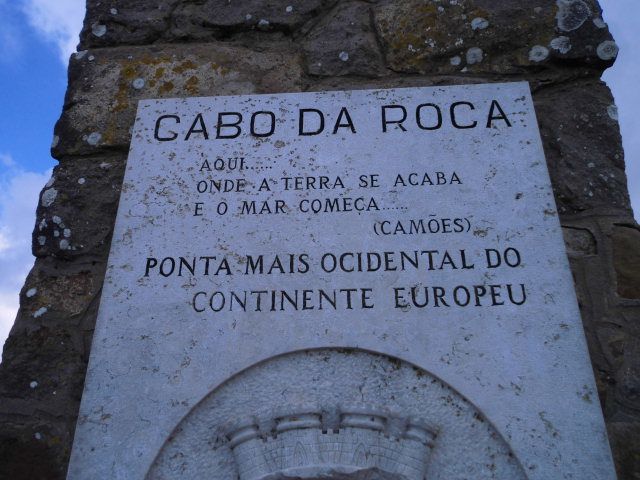 CABO DA ROCA
AQUI.....
ONDE A TERRA SE ACABA
E O MAR COMEÇA.....
(CAMÕES)
PONTA MAIS OCIDENTAL DO
CONTINENTE EUROPEU